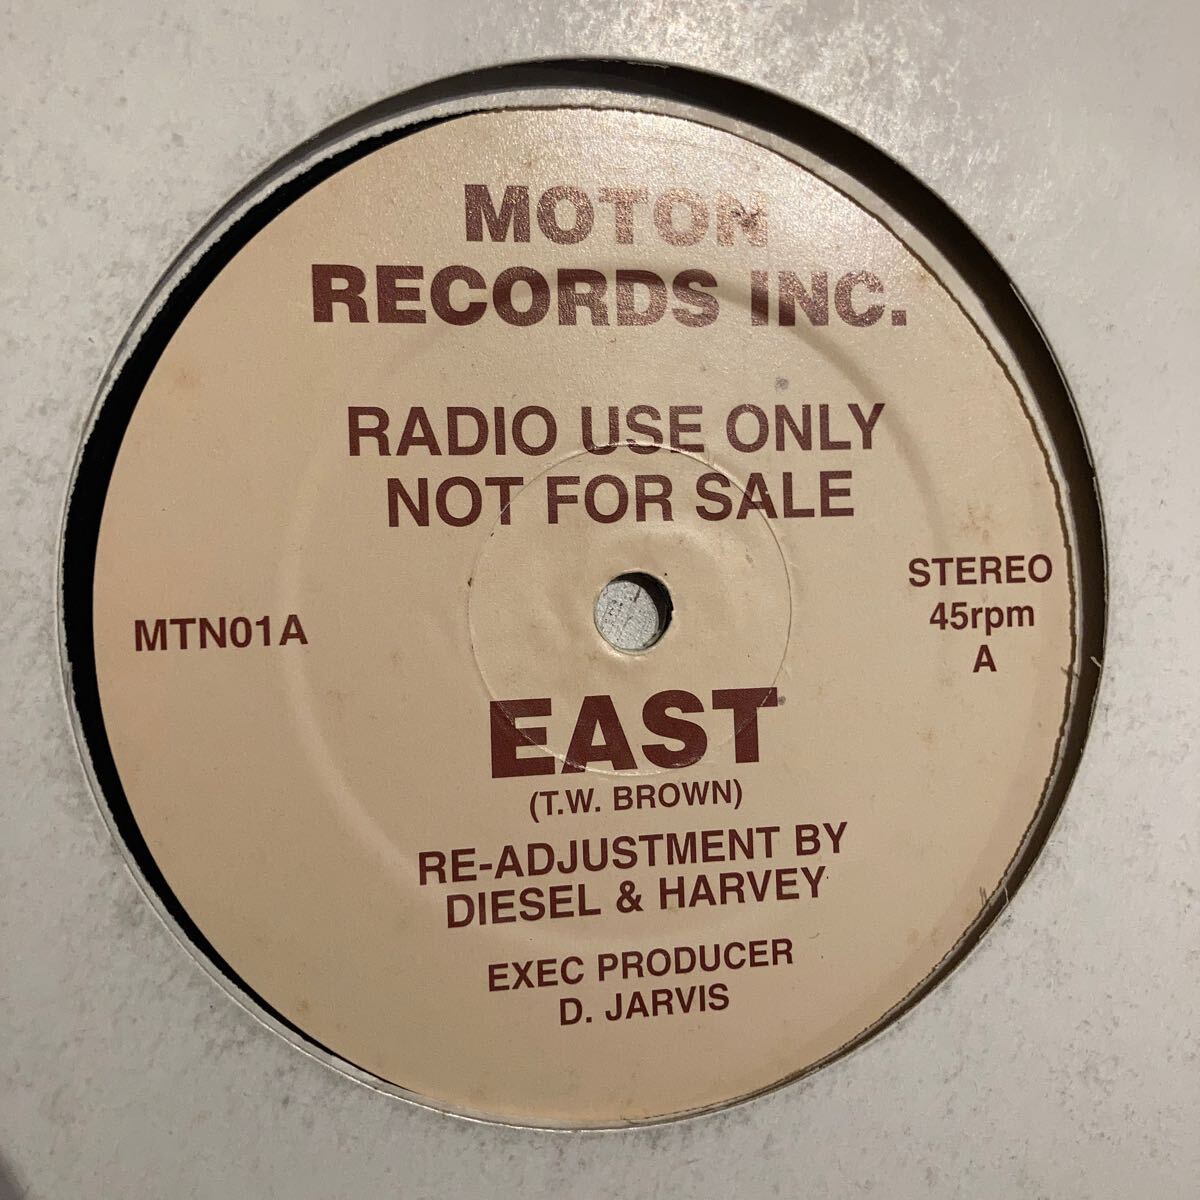 MOTON
RECORDS INC.
RADIO USE ONLY
NOT FOR SALE
STEREO
45rpm
A
MTN01A
EAST
(T.W. BROWN)
RE-ADJUSTMENT BY
DIESEL & HARVEY
EXEC PRODUCER
D. JARVIS